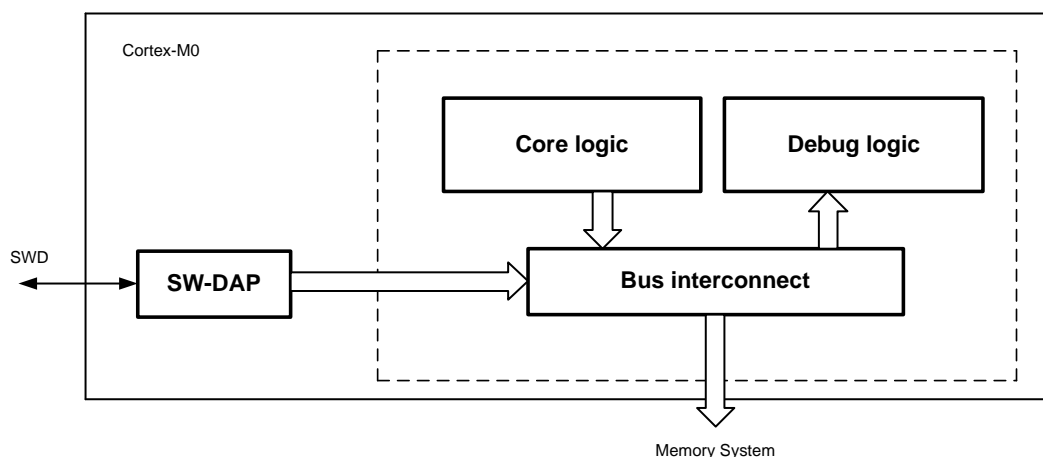 Cortex-M0
Core logic
Debug logic
SWD
SW-DAP
Bus interconnect
Memory System